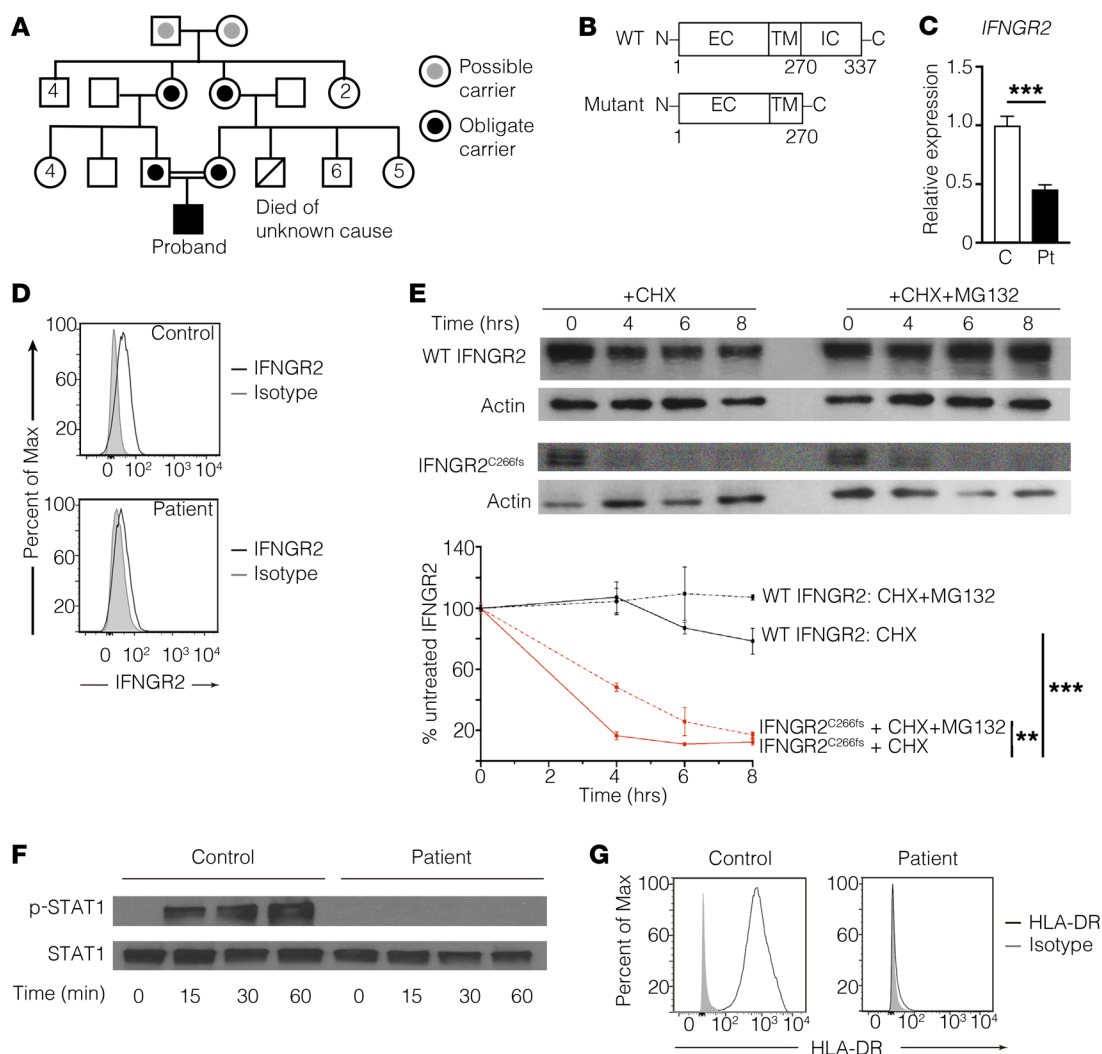 A
4
2
4
6
5
Possible
carrier
Obligate
carrier
Died of
unknown cause
Proband
B
WT N- EC TM IC -C
1 270 337
Mutant N- EC TM -C
1 270
C
IFNGR2
Relative expression
1.5
1.0
0.5
0
***
C Pt
D
Percent of Max
100
60
20
Control
IFNGR2
Isotype
0 10² 10³ 10⁴
100
60
20
Patient
IFNGR2
Isotype
0 10² 10³ 10⁴
IFNGR2
E
+CHX +CHX+MG132
Time (hrs) 0 4 6 8 0 4 6 8
WT IFNGR2
Actin
IFNGR2C266fs
Actin
% untreated IFNGR2
140
100
60
20
WT IFNGR2: CHX+MG132
WT IFNGR2: CHX
IFNGR2C266fs + CHX+MG132
IFNGR2C266fs + CHX
**
***
0 2 4 6 8
Time (hrs)
F
Control Patient
p-STAT1
STAT1
Time (min) 0 15 30 60 0 15 30 60
G
Control Patient
Percent of Max
100
60
20
0 10² 10³ 10⁴
100
60
20
0 10² 10³ 10⁴
HLA-DR
Isotype
HLA-DR